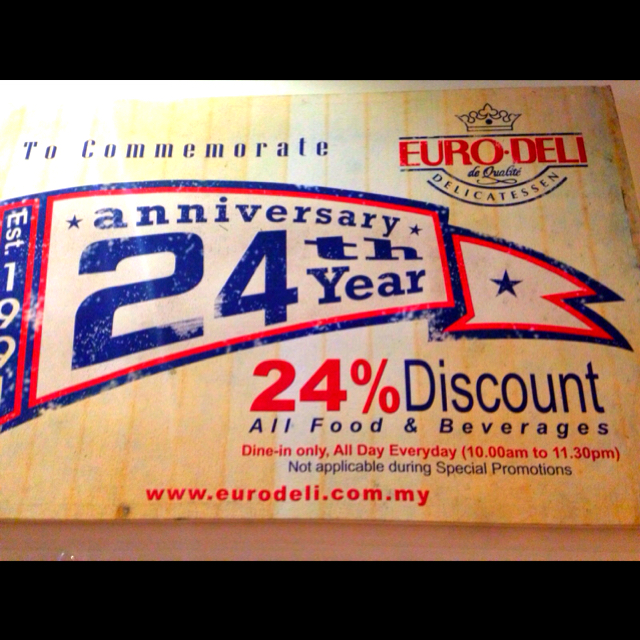 To Commemorate
EURO·DELI
de Qualité
DELICATESSEN
Est. 1991
anniversary
24th
Year
24% Discount
All Food & Beverages
Dine-in only, All Day Everyday (10.00am to 11.30pm)
Not applicable during Special Promotions
www.eurodeli.com.my